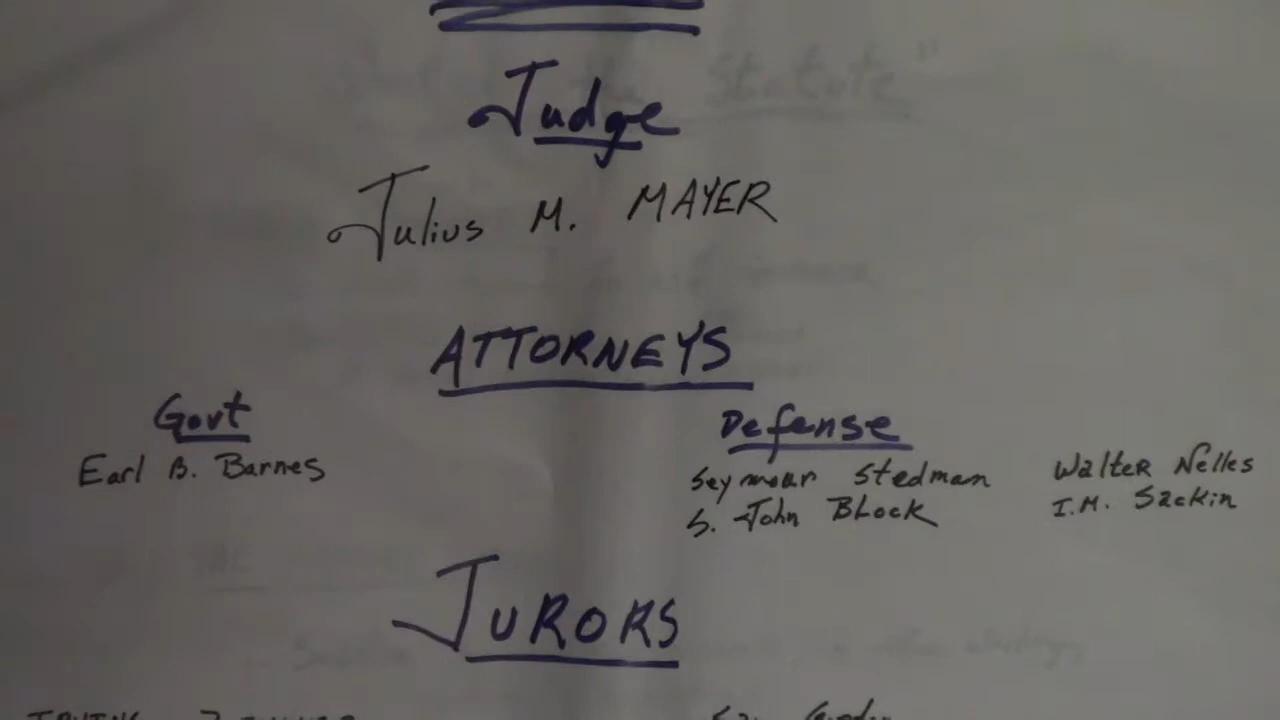 Judge
Julius M. MAYER
ATTORNEYS
Govt
Earl B. Barnes
Defense
Seymour Stedman
S. John Block
Walter Nelles
I.M. Sackin
JURORS